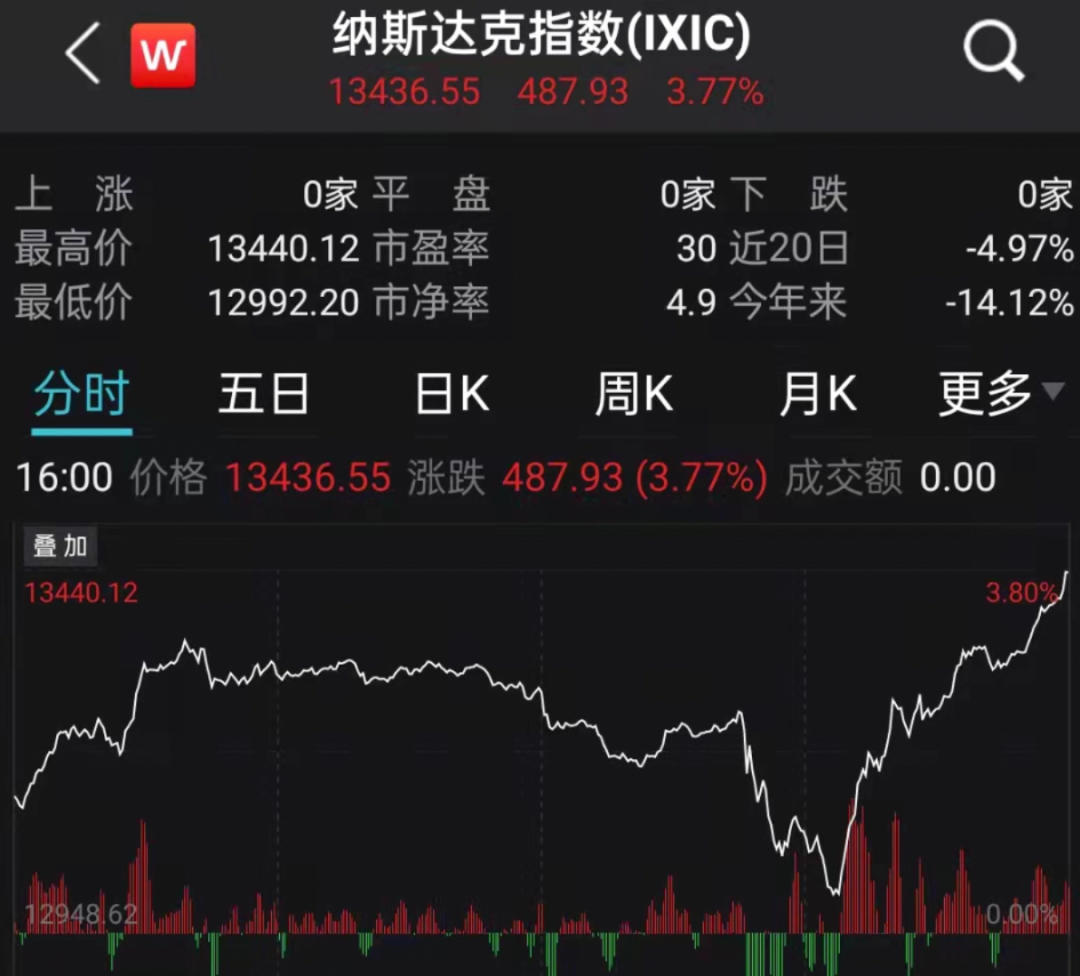 W 纳斯达克指数(IXIC)
13436.55 487.93 3.77%
上 涨 0家 平 盘 0家 下 跌 0家
最高价 13440.12 市盈率 30 近20日 -4.97%
最低价 12992.20 市净率 4.9 今年来 -14.12%
分时 五日 日K 周K 月K 更多
16:00 价格 13436.55 涨跌 487.93 (3.77%) 成交额 0.00
叠加
13440.12 3.80%
12948.62 0.00%